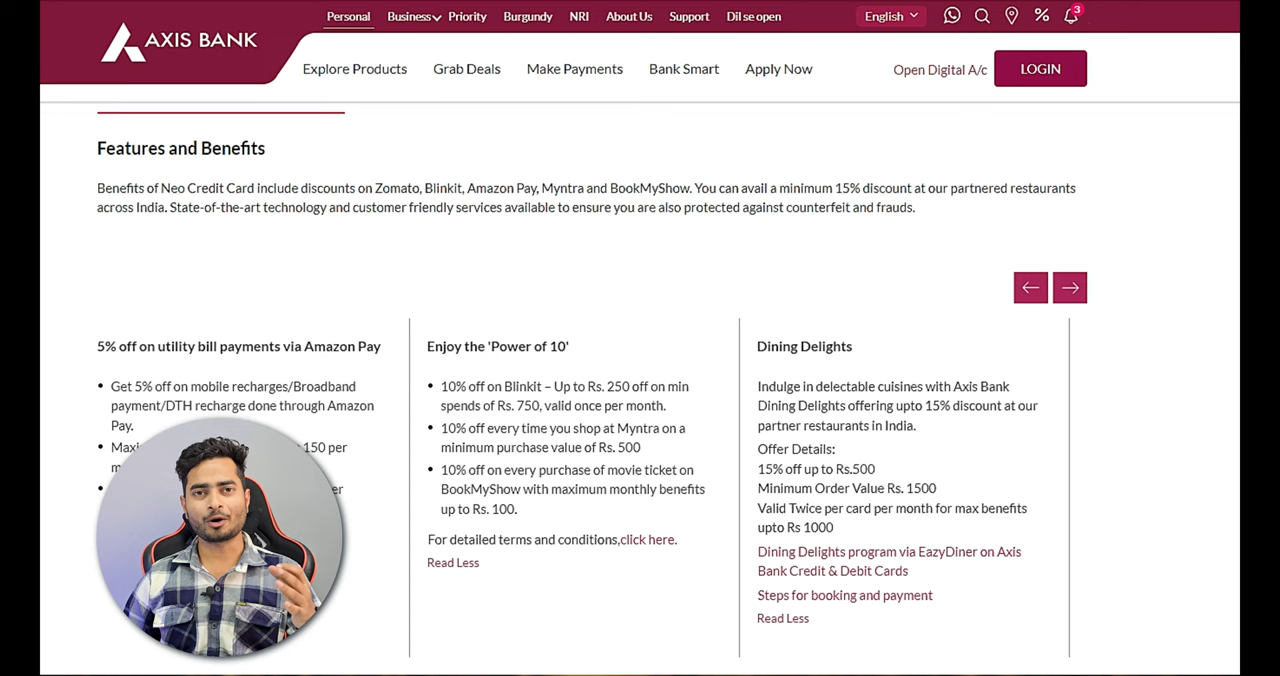 Personal Business Priority Burgundy NRI About Us Support Dil se open English 3
AXIS BANK
Explore Products Grab Deals Make Payments Bank Smart Apply Now Open Digital A/c LOGIN
Features and Benefits
Benefits of Neo Credit Card include discounts on Zomato, Blinkit, Amazon Pay, Myntra and BookMyShow. You can avail a minimum 15% discount at our partnered restaurants
across India. State-of-the-art technology and customer friendly services available to ensure you are also protected against counterfeit and frauds.
5% off on utility bill payments via Amazon Pay
• Get 5% off on mobile recharges/Broadband
payment/DTH recharge done through Amazon
Pay.
150 per
Enjoy the 'Power of 10'
• 10% off on Blinkit – Up to Rs. 250 off on min
spends of Rs. 750, valid once per month.
• 10% off every time you shop at Myntra on a
minimum purchase value of Rs. 500
• 10% off on every purchase of movie ticket on
BookMyShow with maximum monthly benefits
up to Rs. 100.
For detailed terms and conditions,click here.
Read Less
Dining Delights
Indulge in delectable cuisines with Axis Bank
Dining Delights offering upto 15% discount at our
partner restaurants in India.
Offer Details:
15% off up to Rs.500
Minimum Order Value Rs. 1500
Valid Twice per card per month for max benefits
upto Rs 1000
Dining Delights program via EazyDiner on Axis
Bank Credit & Debit Cards
Steps for booking and payment
Read Less